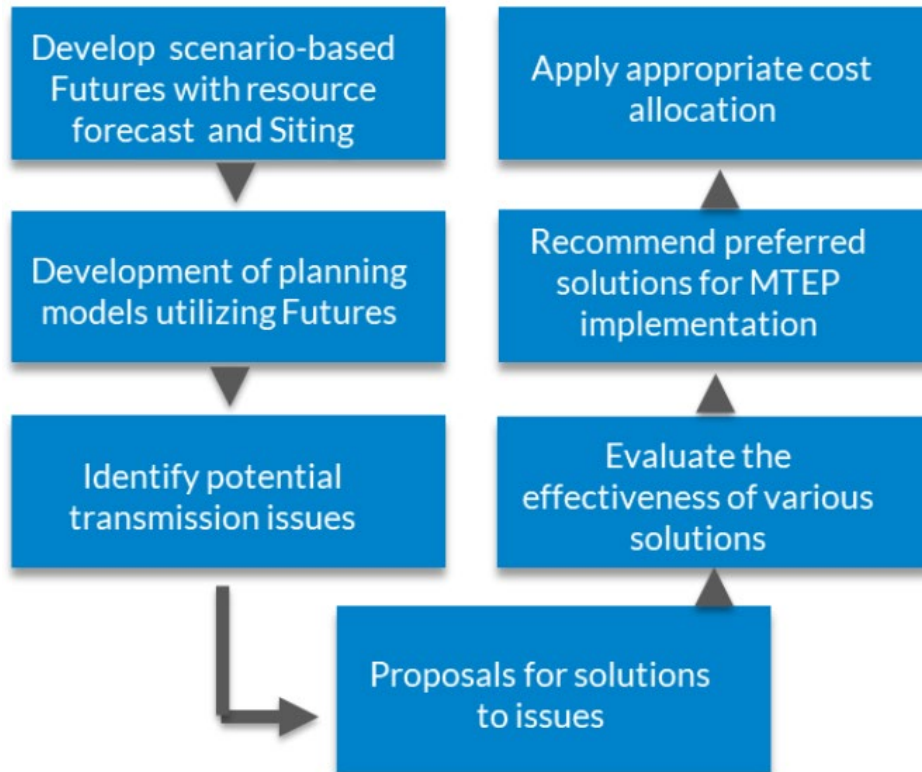 Develop scenario-based
Futures with resource
forecast and Siting
Development of planning
models utilizing Futures
Identify potential
transmission issues
Proposals for solutions
to issues
Evaluate the
effectiveness of various
solutions
Recommend preferred
solutions for MTEP
implementation
Apply appropriate cost
allocation